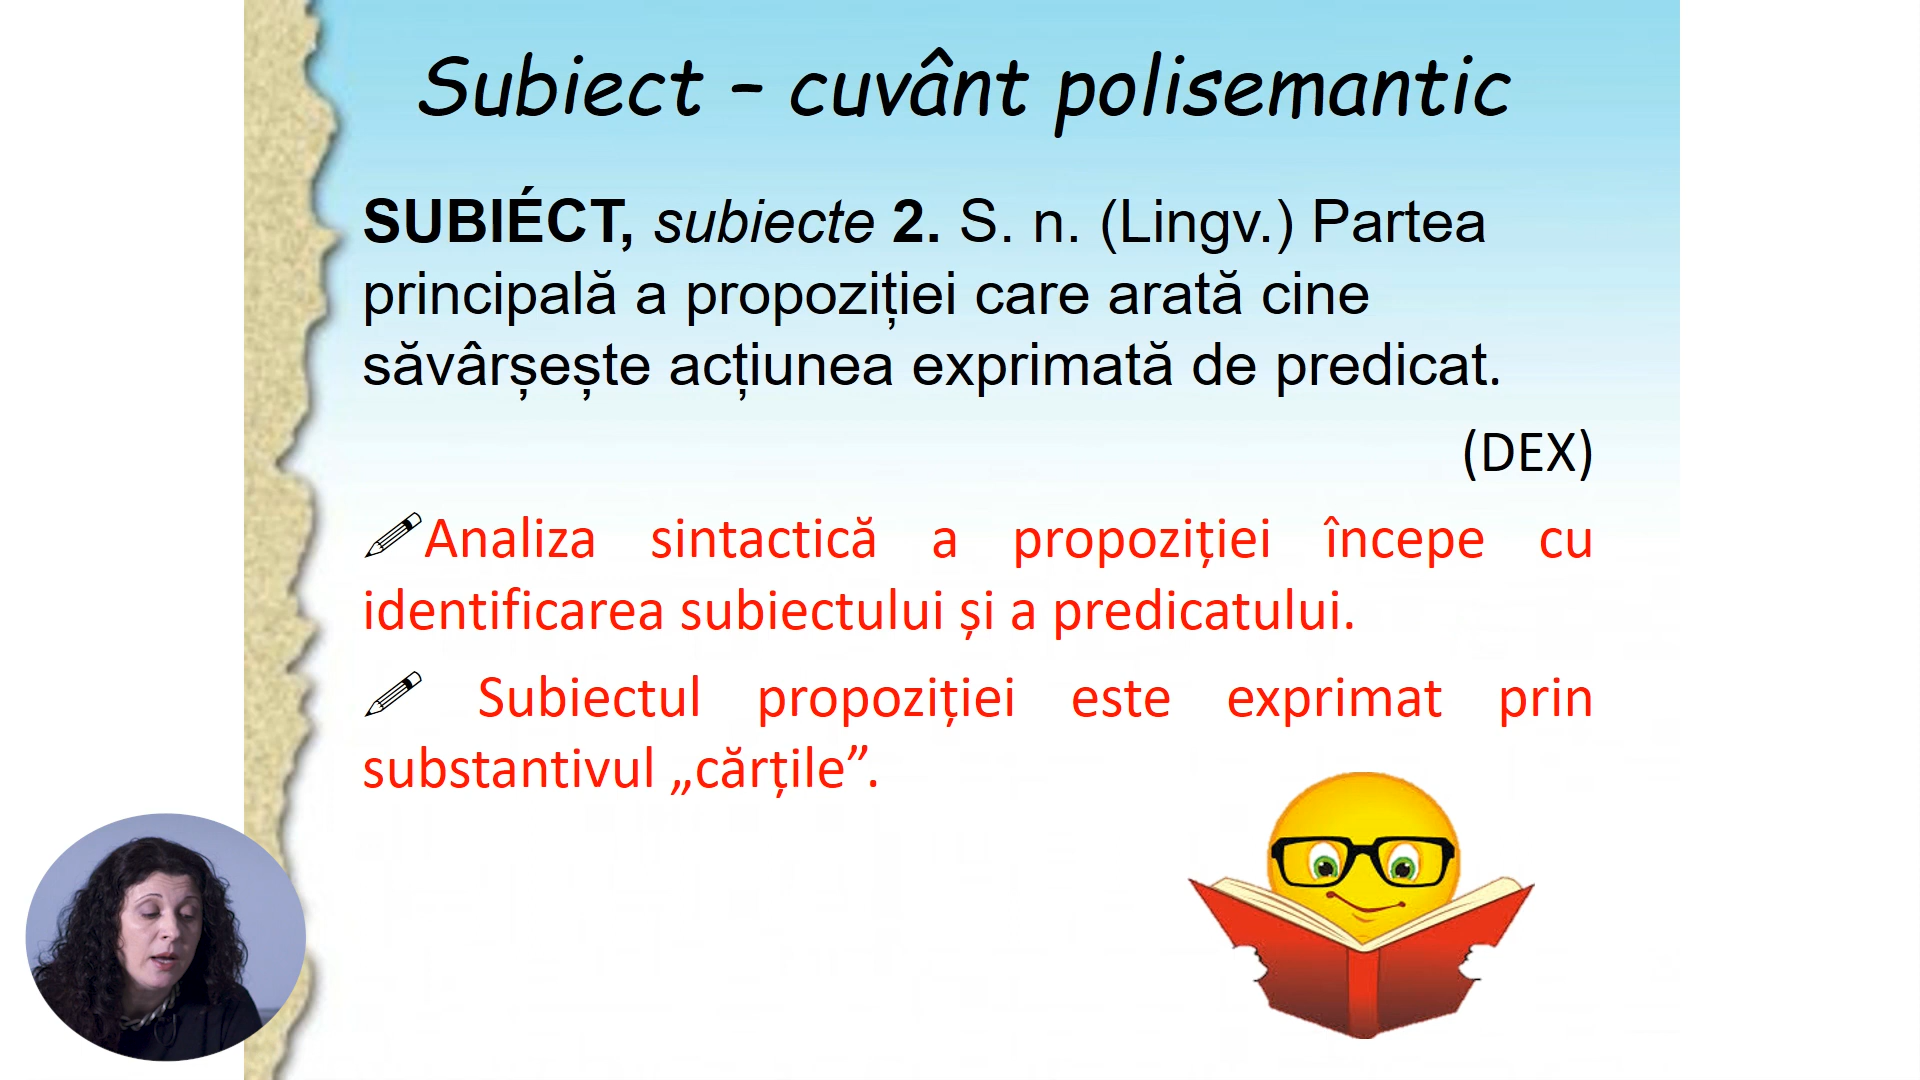 Subiect – cuvânt polisemantic
SUBIÉCT, subiecte 2. S. n. (Lingv.) Partea
principală a propoziției care arată cine
săvârșește acțiunea exprimată de predicat.
(DEX)
Analiza sintactică a propoziției începe cu
identificarea subiectului și a predicatului.
Subiectul propoziției este exprimat prin
substantivul „cărțile”.